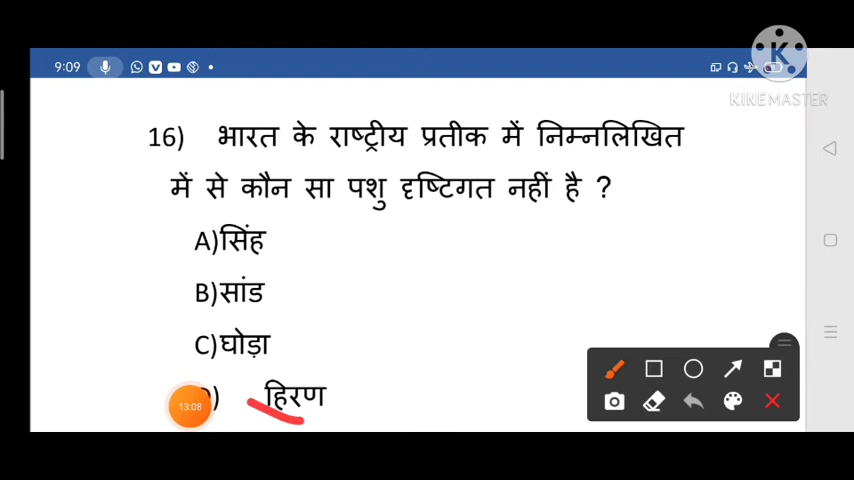 9:09
KINEMASTER
16) भारत के राष्ट्रीय प्रतीक में निम्नलिखित
में से कौन सा पशु दृष्टिगत नहीं है ?
A)सिंह
B)सांड
C)घोड़ा
) हिरण
13:08